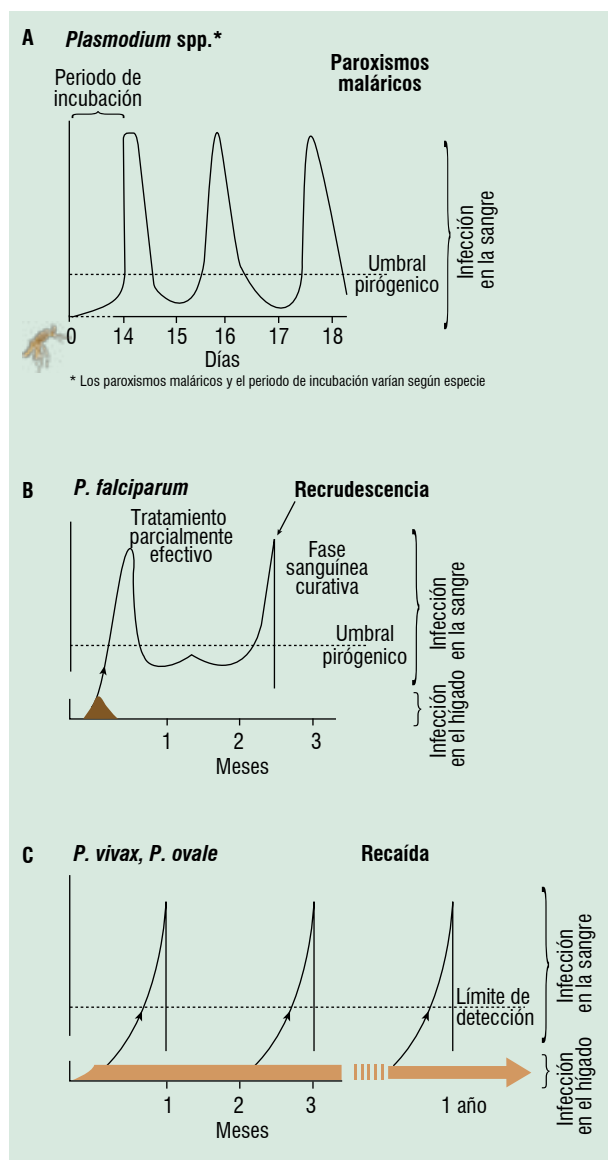 A Plasmodium spp.*
Paroxismos
maláricos
Periodo de
incubación
Umbral
pirógenico
Infección
en la sangre
0 14 15 16 17 18
Días
* Los paroxismos maláricos y el periodo de incubación varían según especie
B P. falciparum
Recrudescencia
Tratamiento
parcialmente
efectivo
Fase
sanguínea
curativa
Umbral
pirógenico
Infección
en la sangre
Infección
en el hígado
1 2 3
Meses
C P. vivax, P. ovale
Recaída
Límite de
detección
Infección
en la sangre
Infección
en el hígado
1 2 3 1 año
Meses